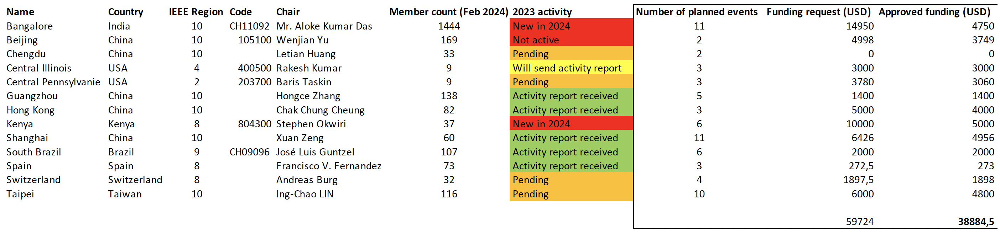 Name Country IEEE Region Code Chair Member count (Feb 2024) 2023 activity Number of planned events Funding request (USD) Approved funding (USD)
Bangalore India 10 CH11092 Mr. Aloke Kumar Das 1444 New in 2024 11 14950 4750
Beijing China 10 105100 Wenjian Yu 169 Not active 2 4998 3749
Chengdu China 10 Letian Huang 33 Pending 2 0 0
Central Illinois USA 4 400500 Rakesh Kumar 9 Will send activity report 3 3000 3000
Central Pennsylvanie USA 2 203700 Baris Taskin 9 Pending 3 3780 3060
Guangzhou China 10 Hongce Zhang 138 Activity report received 5 1400 1400
Hong Kong China 10 Chak Chung Cheung 82 Activity report received 3 5000 4000
Kenya Kenya 8 804300 Stephen Okwiri 37 New in 2024 6 10000 5000
Shanghai China 10 Xuan Zeng 60 Activity report received 11 6426 4956
South Brazil Brazil 9 CH09096 José Luis Guntzel 107 Activity report received 6 2000 2000
Spain Spain 8 Francisco V. Fernandez 73 Activity report received 3 272,5 273
Switzerland Switzerland 8 Andreas Burg 32 Pending 4 1897,5 1898
Taipei Taiwan 10 Ing-Chao LIN 116 Pending 10 6000 4800
59724 38884,5